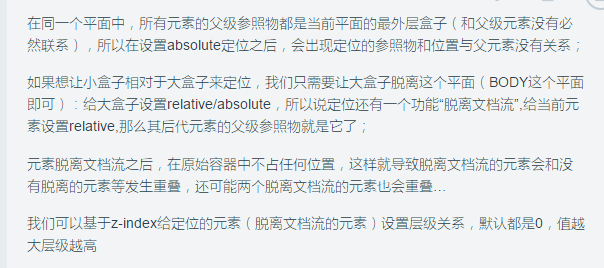 在同一个平面中，所有元素的父级参照物都是当前平面的最外层盒子（和父级元素没有必
然联系），所以在设置absolute定位之后，会出现定位的参照物和位置与父元素没有关系；
如果想让小盒子相对于大盒子来定位，我们只需要让大盒子脱离这个平面（BODY这个平面
即可）：给大盒子设置relative/absolute，所以说定位还有一个功能“脱离文档流”,给当前元
素设置relative,那么其后代元素的父级参照物就是它了；
元素脱离文档流之后，在原始容器中不占任何位置，这样就导致脱离文档流的元素会和没
有脱离的元素等发生重叠，还可能两个脱离文档流的元素也会重叠...
我们可以基于z-index给定位的元素（脱离文档流的元素）设置层级关系，默认都是0，值越
大层级越高